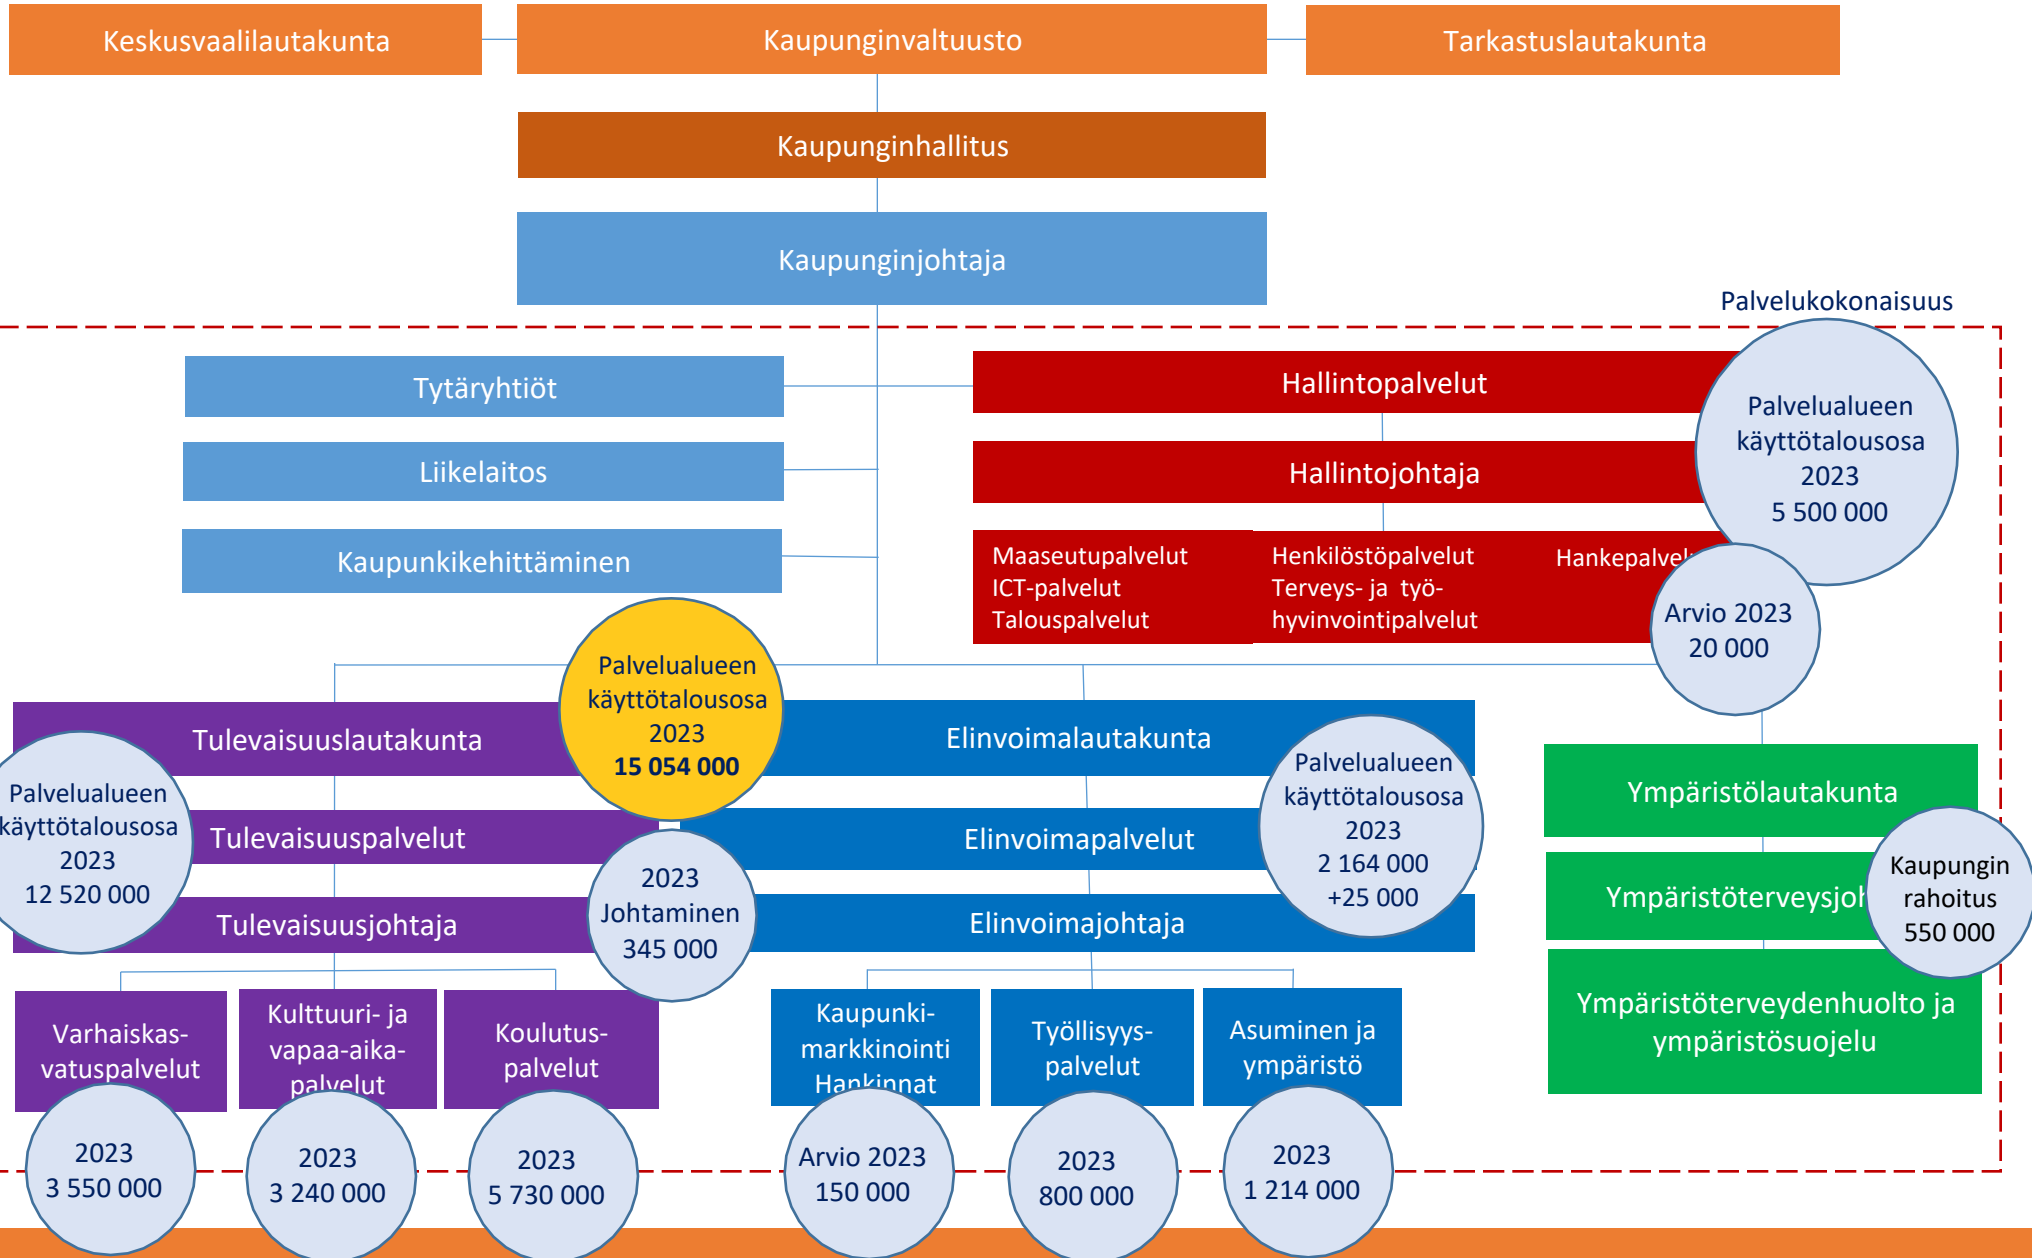 Keskusvaalilautakunta
Kaupunginvaltuusto
Tarkastuslautakunta
Kaupunginhallitus
Kaupunginjohtaja
Palvelukokonaisuus
Tytäryhtiöt
Liikelaitos
Kaupunkikehittäminen
Hallintopalvelut
Hallintojohtaja
Maaseutupalvelut
ICT-palvelut
Talouspalvelut
Henkilöstöpalvelut
Terveys- ja työ-
hyvinvointipalvelut
Hankepalvelu
Palvelualueen
käyttötalousosa
2023
5 500 000
Arvio 2023
20 000
Palvelualueen
käyttötalousosa
2023
15 054 000
Tulevaisuuslautakunta
Tulevaisuuspalvelut
Tulevaisuusjohtaja
Palvelualueen
käyttötalousosa
2023
12 520 000
2023
Johtaminen
345 000
Elinvoimalautakunta
Elinvoimapalvelut
Elinvoimajohtaja
Palvelualueen
käyttötalousosa
2023
2 164 000
+25 000
Ympäristölautakunta
Ympäristöterveysjoh
Kaupungin
rahoitus
550 000
Ympäristöterveydenhuolto ja
ympäristösuojelu
Varhaiskas-
vatuspalvelut
2023
3 550 000
Kulttuuri- ja
vapaa-aika-
palvelut
2023
3 240 000
Koulutus-
palvelut
2023
5 730 000
Kaupunki-
markkinointi
Hankinnat
Arvio 2023
150 000
Työllisyys-
palvelut
2023
800 000
Asuminen ja
ympäristö
2023
1 214 000